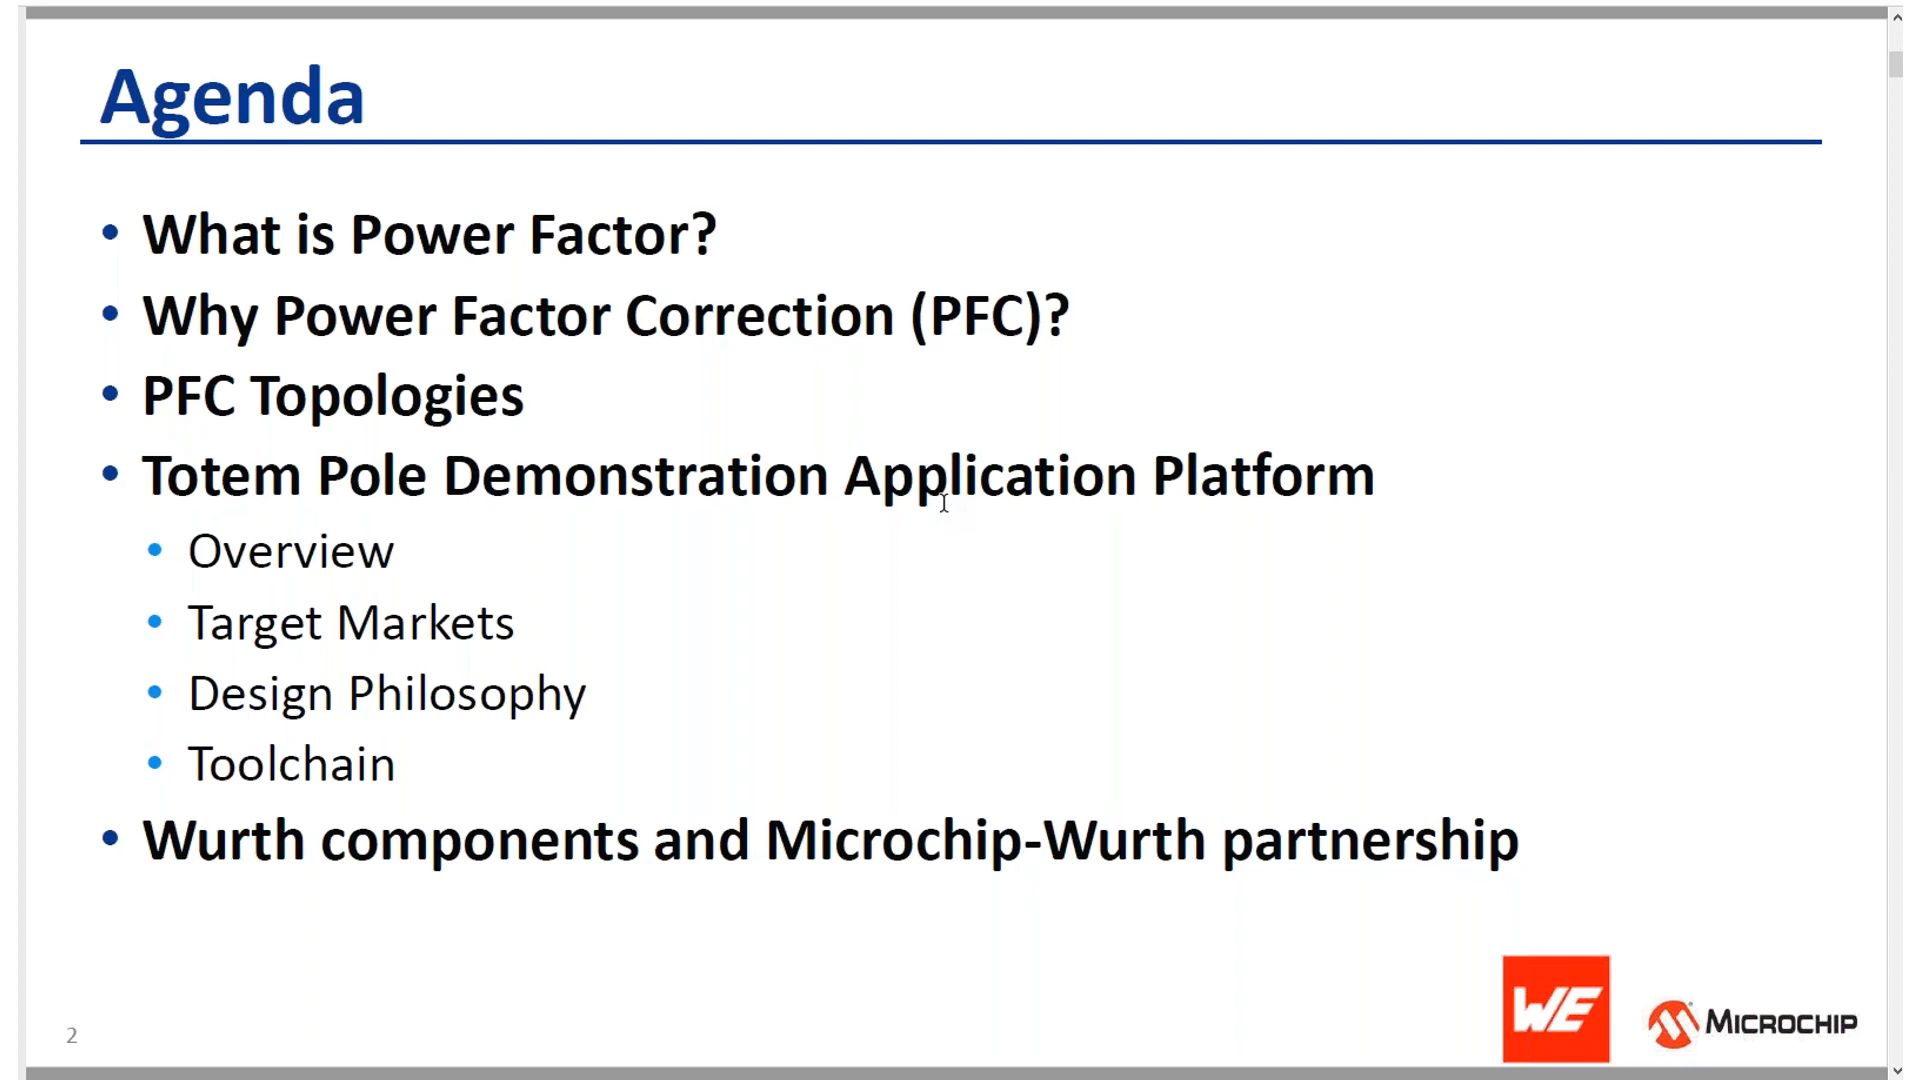 Agenda
• What is Power Factor?
• Why Power Factor Correction (PFC)?
• PFC Topologies
• Totem Pole Demonstration Application Platform
• Overview
• Target Markets
• Design Philosophy
• Toolchain
• Wurth components and Microchip-Wurth partnership
2
WE
MICROCHIP